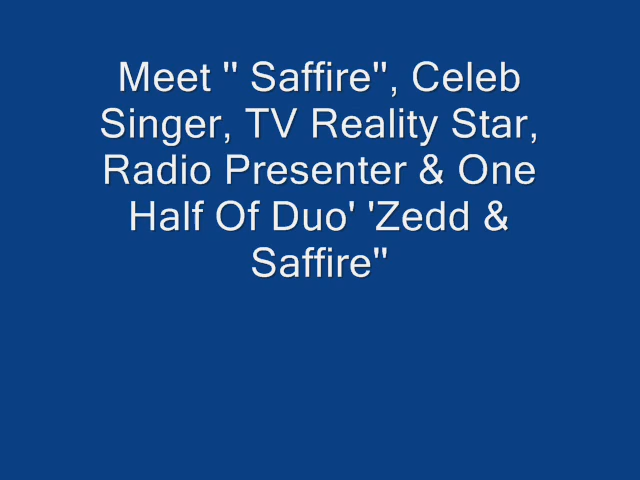 Meet " Saffire", Celeb
Singer, TV Reality Star,
Radio Presenter & One
Half Of Duo' 'Zedd &
Saffire"